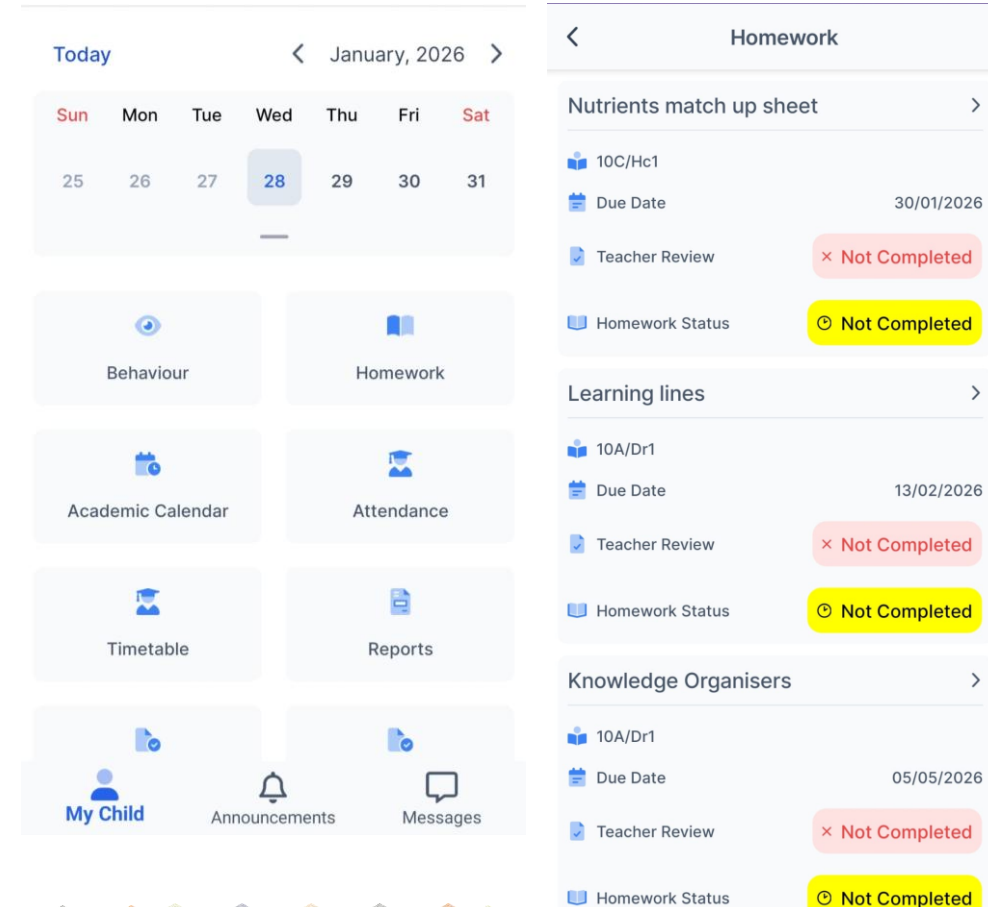 Today
January, 2026
Sun Mon Tue Wed Thu Fri Sat
25 26 27 28 29 30 31
Behaviour
Homework
Academic Calendar
Attendance
Timetable
Reports
My Child
Announcements
Messages
Homework
Nutrients match up sheet
10C/Hc1
Due Date 30/01/2026
Teacher Review × Not Completed
Homework Status Not Completed
Learning lines
10A/Dr1
Due Date 13/02/2026
Teacher Review × Not Completed
Homework Status Not Completed
Knowledge Organisers
10A/Dr1
Due Date 05/05/2026
Teacher Review × Not Completed
Homework Status Not Completed